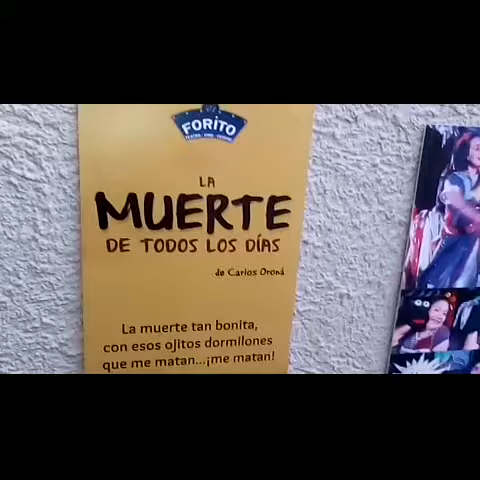 FORITO
LA
MUERTE
DE TODOS LOS DÍAS
de Carlos Oroná
La muerte tan bonita,
con esos ojitos dormilones
que me matan...¡me matan!